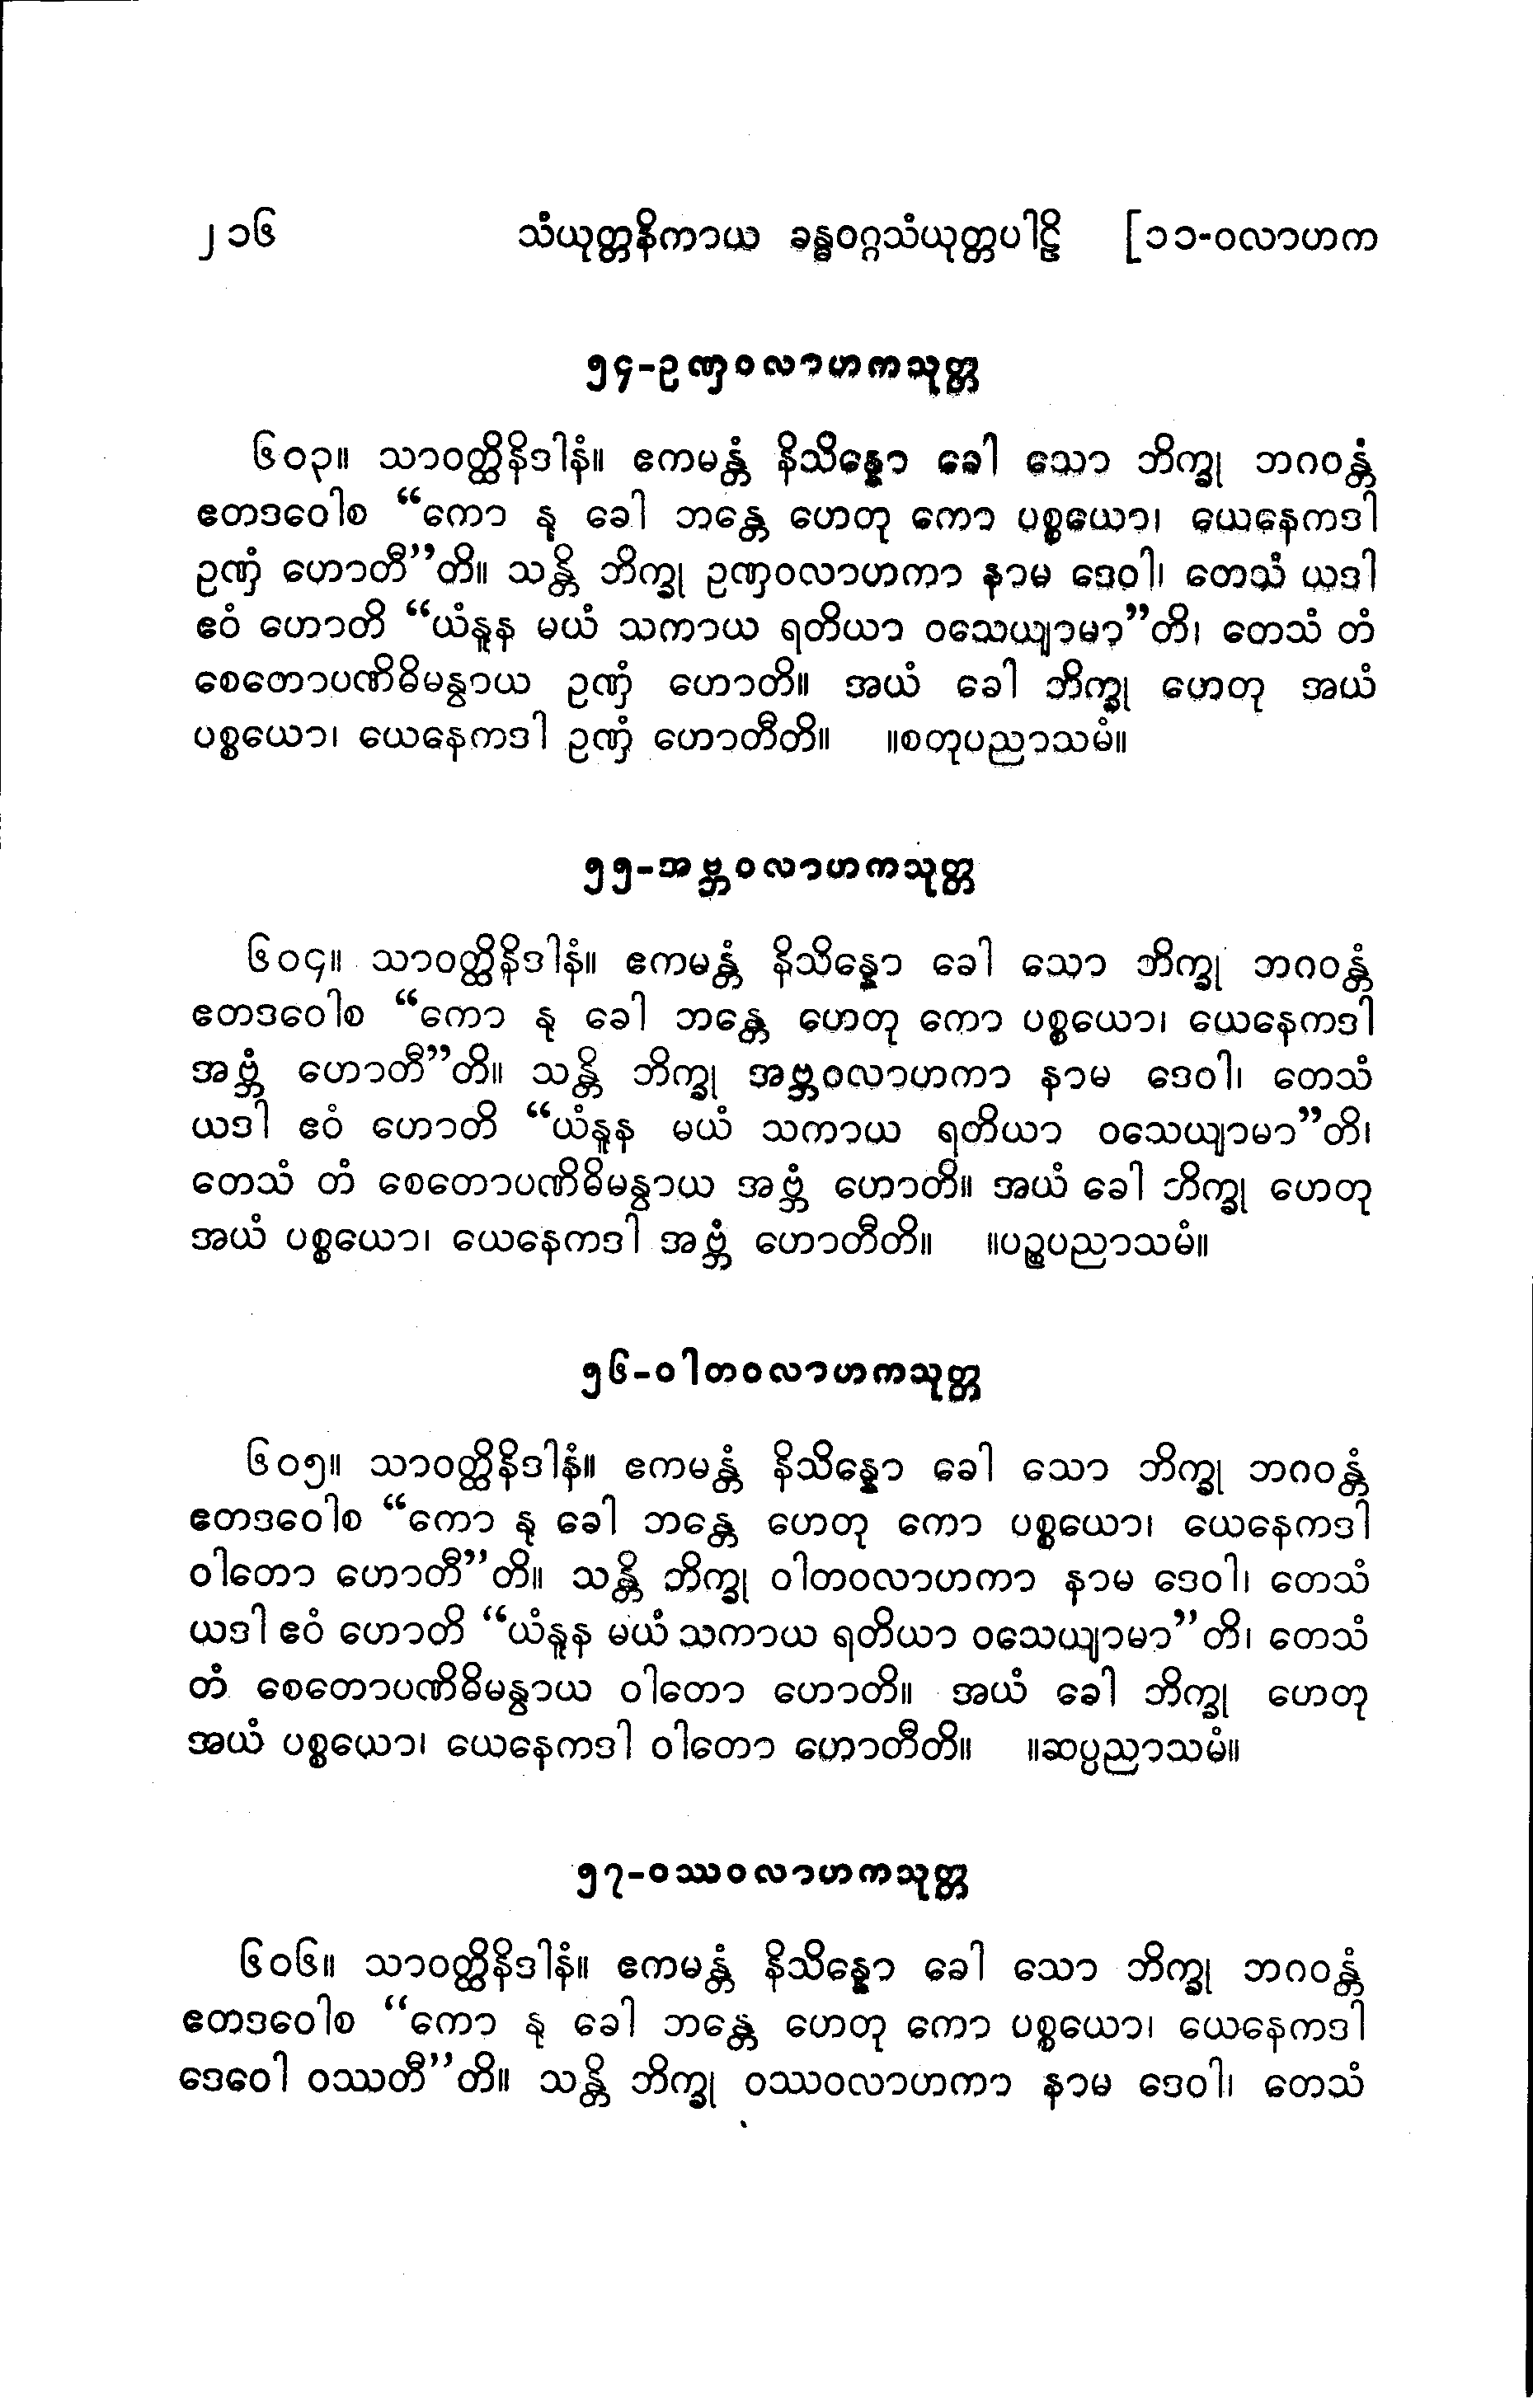 ၂၁၆ သံယုတ္တနိကာယ ခန္ဓဝဂ္ဂသံယုတ္တပါဠိ [၁၁-ဝလာဟက
၅၄-ဥဏှဝလာဟကသုတ္တ
၆၀၃။ သာဝတ္ထိနိဒါနံ။ ဧကမန္တံ နိသိန္နော ခေါ သော ဘိက္ခု ဘဂဝန္တံ
ဧတဒဝေါစ “ကော နု ခေါ ဘန္တေ ဟေတု ကော ပစ္စယော၊ ယေနေကဒါ
ဥဏှံ ဟောတီ”တိ။ သန္တိ ဘိက္ခု ဥဏှဝလာဟကာ နာမ ဒေဝါ၊ တေသံ ယဒါ
ဧဝံ ဟောတိ “ယံနူန မယံ သကာယ ရတိယာ ဝသေယျာမာ”တိ၊ တေသံ တံ
စေတောပဏိဓိမန္ဝာယ ဥဏှံ ဟောတိ။ အယံ ခေါ ဘိက္ခု ဟေတု အယံ
ပစ္စယော၊ ယေနေကဒါ ဥဏှံ ဟောတီတိ။ ။စတုပညာသမံ။
၅၅-အဗ္ဘဝလာဟကသုတ္တ
၆၀၄။ သာဝတ္ထိနိဒါနံ။ ဧကမန္တံ နိသိန္နော ခေါ သော ဘိက္ခု ဘဂဝန္တံ
ဧတဒဝေါစ “ကော နု ခေါ ဘန္တေ ဟေတု ကော ပစ္စယော၊ ယေနေကဒါ
အဗ္ဘံ ဟောတီ”တိ။ သန္တိ ဘိက္ခု အဗ္ဘဝလာဟကာ နာမ ဒေဝါ၊ တေသံ
ယဒါ ဧဝံ ဟောတိ “ယံနူန မယံ သကာယ ရတိယာ ဝသေယျာမာ”တိ၊
တေသံ တံ စေတောပဏိဓိမန္ဝာယ အဗ္ဘံ ဟောတိ။ အယံ ခေါ ဘိက္ခု ဟေတု
အယံ ပစ္စယော၊ ယေနေကဒါ အဗ္ဘံ ဟောတီတိ။ ။ပဉ္စပညာသမံ။
၅၆-ဝါတဝလာဟကသုတ္တ
၆၀၅။ သာဝတ္ထိနိဒါနံ။ ဧကမန္တံ နိသိန္နော ခေါ သော ဘိက္ခု ဘဂဝန္တံ
ဧတဒဝေါစ “ကော နု ခေါ ဘန္တေ ဟေတု ကော ပစ္စယော၊ ယေနေကဒါ
ဝါတော ဟောတီ”တိ။ သန္တိ ဘိက္ခု ဝါတဝလာဟကာ နာမ ဒေဝါ၊ တေသံ
ယဒါ ဧဝံ ဟောတိ “ယံနူန မယံ သကာယ ရတိယာ ဝသေယျာမာ”တိ၊ တေသံ
တံ စေတောပဏိဓိမန္ဝာယ ဝါတော ဟောတိ။ အယံ ခေါ ဘိက္ခု ဟေတု
အယံ ပစ္စယော၊ ယေနေကဒါ ဝါတော ဟောတီတိ။ ။ဆပ္ပညာသမံ။
၅၇-ဝဿဝလာဟကသုတ္တ
၆၀၆။ သာဝတ္ထိနိဒါနံ။ ဧကမန္တံ နိသိန္နော ခေါ သော ဘိက္ခု ဘဂဝန္တံ
ဧတဒဝေါစ “ကော နု ခေါ ဘန္တေ ဟေတု ကော ပစ္စယော၊ ယေနေကဒါ
ဒေဝေါ ဝဿတီ”တိ။ သန္တိ ဘိက္ခု ဝဿဝလာဟကာ နာမ ဒေဝါ၊ တေသံ